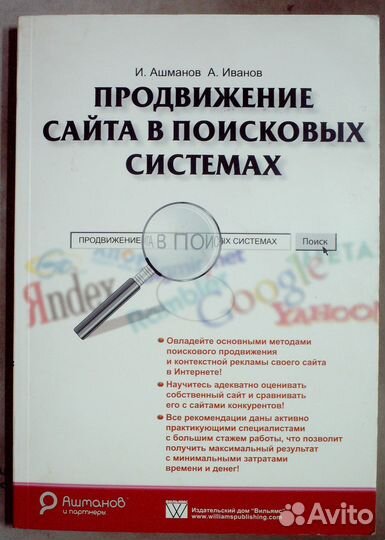 И. Ашманов А. Иванов
ПРОДВИЖЕНИЕ
САЙТА В ПОИСКОВЫХ
СИСТЕМАХ
ПРОДВИЖЕНИЕ ТА В ПОИСКОВЫХ СИСТЕМАХ Поиск
Яndex
Rambler
Google
YAHOO!
Овладейте основными методами
поискового продвижения
и контекстной рекламы своего сайта
в Интернете!
Научитесь адекватно оценивать
собственный сайт и сравнивать
его с сайтами конкурентов!
Все рекомендации даны активно
практикующими специалистами
с большим стажем работы, что позволит
получить максимальный результат
с минимальными затратами
времени и денег!
Ашманов
и партнеры
ВИЛЬЯМС
W
Издательский дом "Вильямс"
www.williamspublishing.com
Avito